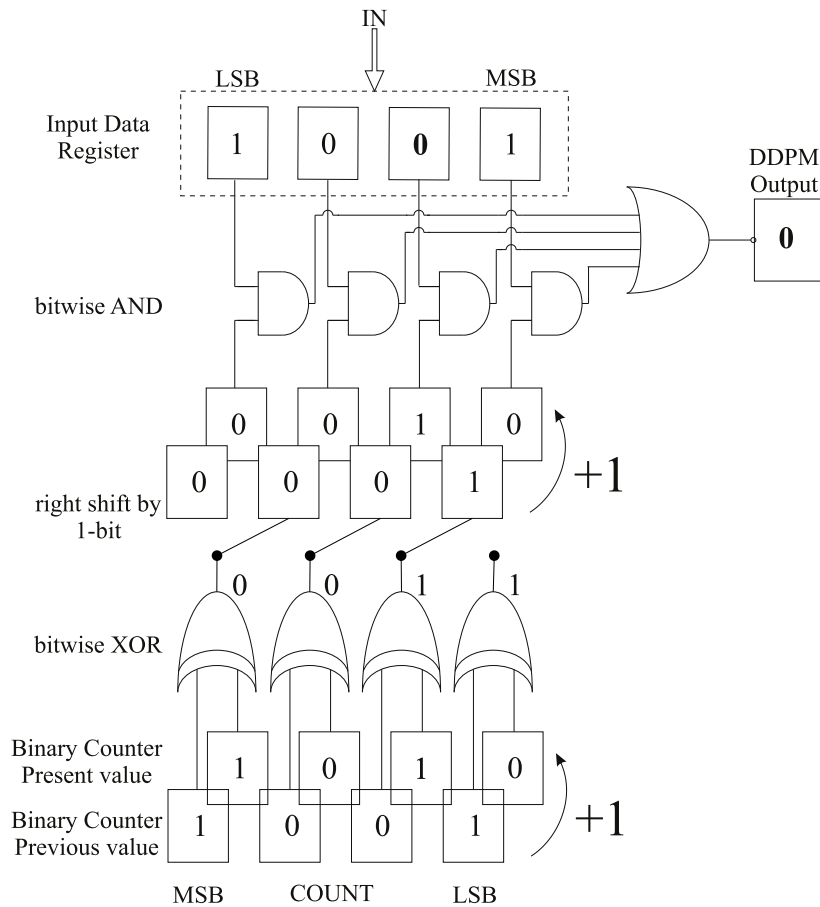 IN
LSB
MSB
Input Data
Register
1
0
0
1
DDPM
Output
0
bitwise AND
0
0
1
0
0
0
0
1
+1
right shift by
1-bit
0
0
1
1
bitwise XOR
Binary Counter
Present value
1
0
1
0
Binary Counter
Previous value
1
0
0
1
+1
MSB
COUNT
LSB